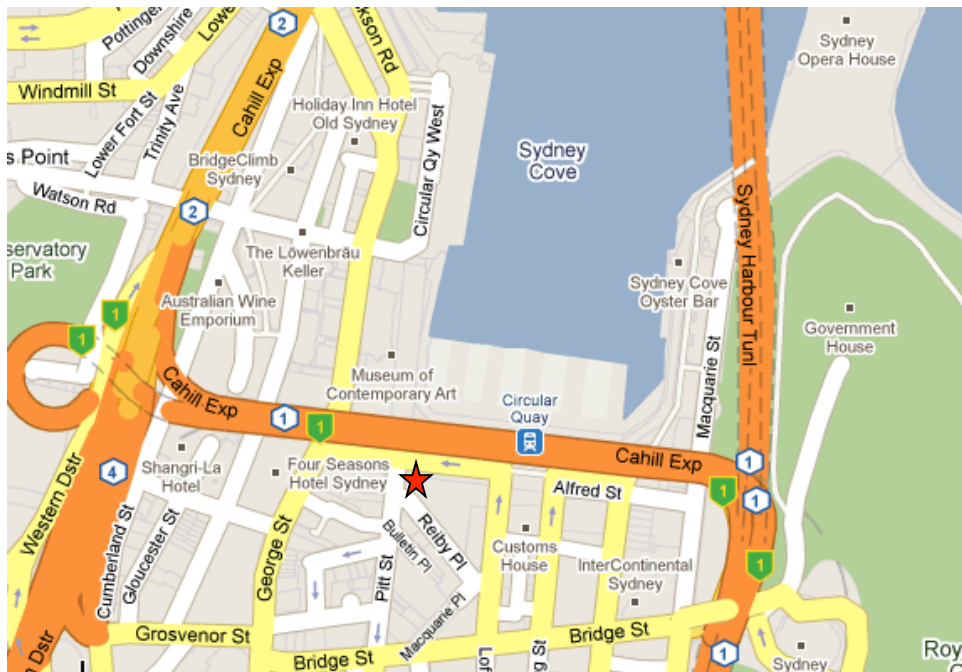 2
Pottinger
Downshire
Lower
ckson Rd
Sydney
Opera House
Windmill St
Lower Fort St
Trinity Ave
Cahill Exp
Holiday Inn Hotel
Old Sydney
Circular Qy West
Sydney
Cove
s Point
BridgeClimb
Sydney
Watson Rd
2
Sydney Harbour Tunl
servatory
Park
The Löwenbräu
Keller
Sydney Cove
Oyster Bar
Australian Wine
Emporium
1
1
Government
House
Macquarie St
Museum of
Contemporary Art
Cahill Exp
1
1
Circular
Quay
Cahill Exp
1
1
1
Western Dstr
4
Shangri-La
Hotel
Four Seasons
Hotel Sydney
Alfred St
Cumberland St
Gloucester St
George St
Bulletin Pl
Reiby Pl
Pitt St
Customs
House
InterContinental
Sydney
1
Macquarie Pl
Grosvenor St
Bridge St
Bridge St
Dstr
Lof
g St
1
Sydney
Roy